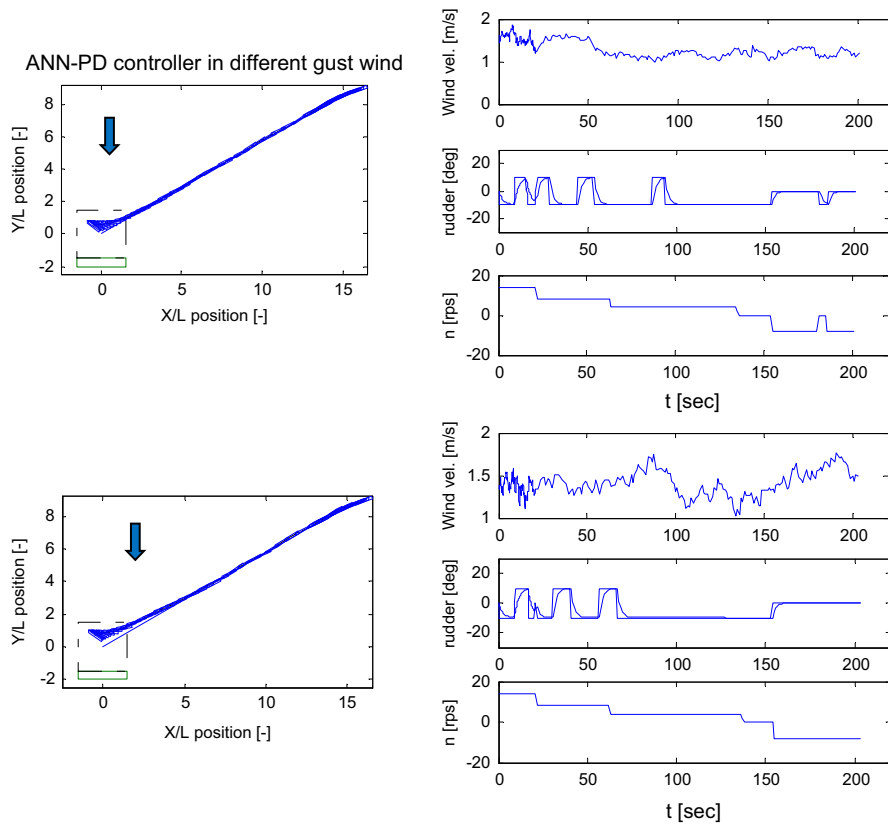 ANN-PD controller in different gust wind
8
6
4
2
0
-2
Y/L position [-]
0 5 10 15
X/L position [-]
2
1
0
Wind vel. [m/s]
0 50 100 150 200
20
0
-20
rudder [deg]
0 50 100 150 200
20
0
-20
n [rps]
0 50 100 150 200
t [sec]
8
6
4
2
0
-2
Y/L position [-]
0 5 10 15
X/L position [-]
2
1.5
1
Wind vel. [m/s]
0 50 100 150 200
20
0
-20
rudder [deg]
0 50 100 150 200
20
0
-20
n [rps]
0 50 100 150 200
t [sec]